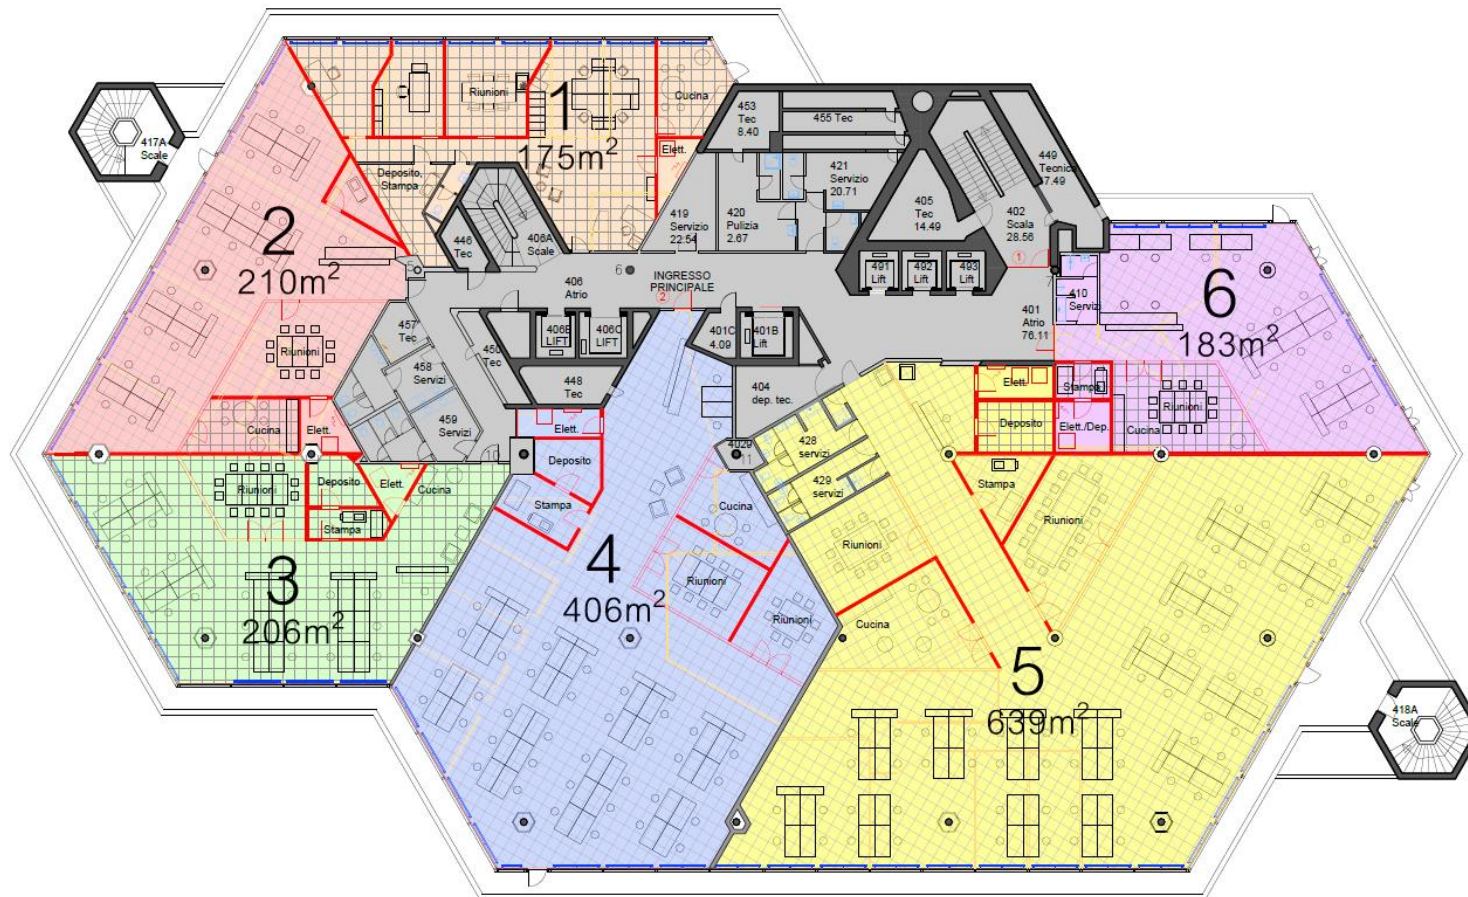 417A
Scale
1
175m²
Riunioni
Cucina
Elett.
Deposito,
Stampa
453
Tec
8.40
455 Tec
421
Servizio
20.71
449
Tecnica
419
Servizio
22.54
420
Pulizia
2.67
405
Tec
14.49
402
Scala
28.56
1
446
Tec
406A
Scale
2
210m²
5
6
406
Atrio
INGRESSO
PRINCIPALE
2
491
Lift
492
Lift
493
Lift
410
Servizi
6
183m²
401
Atrio
76.11
406B
LIFT
406C
LIFT
401C
4.09
401B
Lift
457
Tec
450
Tec
458
Servizi
459
Servizi
448
Tec
404
dep. tec.
Riunioni
Cucina
Elett.
Elett.
Stampa
Riunioni
Deposito
Elett./Dep.
Cucina
10
Elett.
Deposito
Stampa
428
servizi
429
servizi
Stampa
Riunioni
Riunioni
Deposito
Elett.
Cucina
Stampa
3
206m²
4
406m²
Cucina
Riunioni
Riunioni
Riunioni
Cucina
5
639m²
418A
Scale